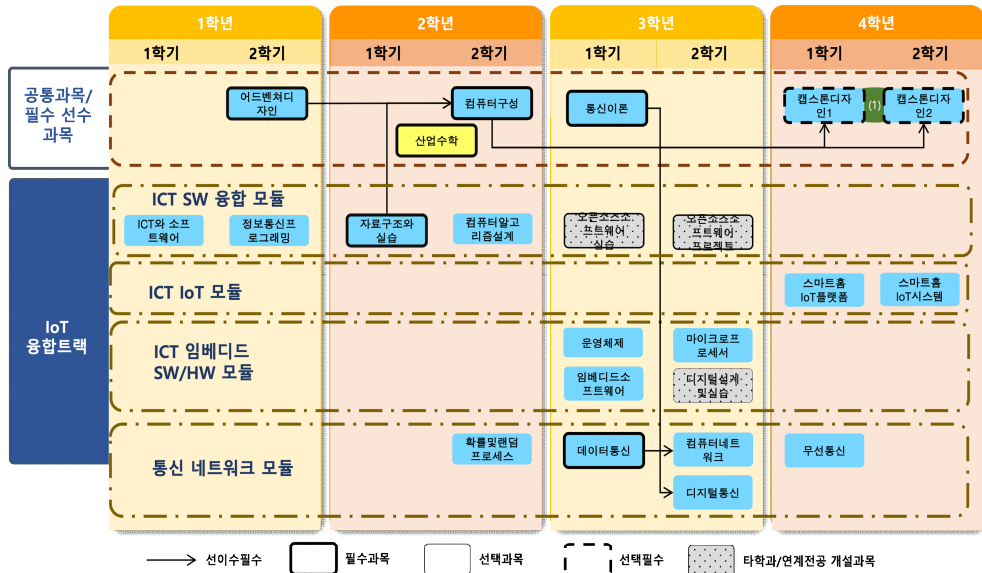 1학년
2학년
3학년
4학년
1학기
2학기
1학기
2학기
1학기
2학기
1학기
2학기
공통과목/
필수 선수
과목
어드벤쳐디
자인
컴퓨터구성
산업수학
통신이론
캡스톤디자
인1
(1)
캡스톤디자
인2
IoT
융합트랙
ICT SW 융합 모듈
ICT와 소프
트웨어
정보통신프
로그래밍
자료구조와
실습
컴퓨터알고
리즘설계
오픈소스소
프트웨어
실습
오픈소스소
프트웨어
프로젝트
ICT IoT 모듈
스마트홈
IoT플랫폼
스마트홈
IoT시스템
ICT 임베디드
SW/HW 모듈
운영체제
마이크로프
로세서
임베디드소
프트웨어
디지털설계
및실습
통신 네트워크 모듈
확률및랜덤
프로세스
데이터통신
컴퓨터네트
워크
무선통신
디지털통신
선이수필수
필수과목
선택과목
선택필수
타학과/연계전공 개설과목